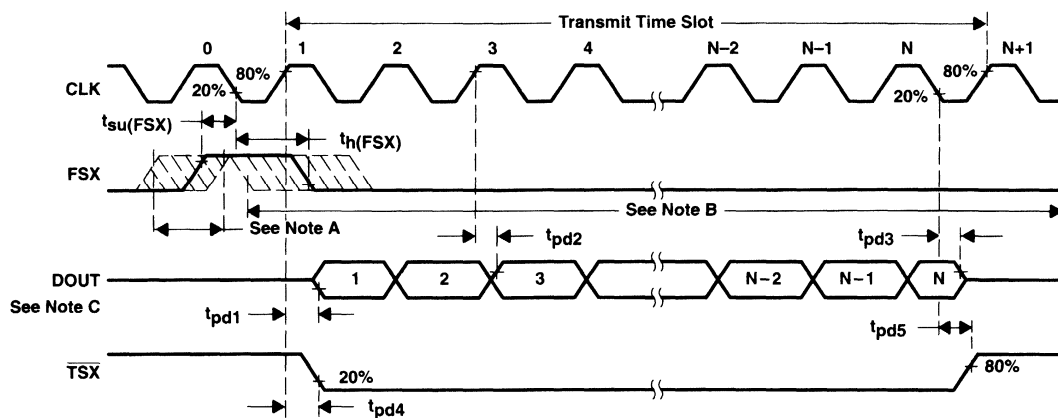 Transmit Time Slot
0 1 2 3 4 N−2 N−1 N N+1
80% 80%
CLK 20% 20%
tsu(FSX)
th(FSX)
FSX
See Note A See Note B
tpd2 tpd3
DOUT 1 2 3 N−2 N−1 N
See Note C
tpd1 tpd5
TSX 20% 80%
tpd4